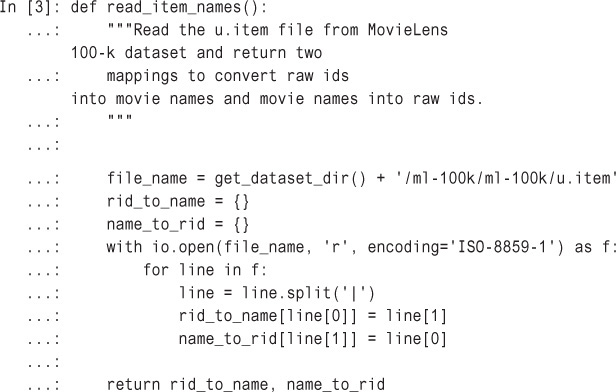 In [3]: def read_item_names():
   ...:     """Read the u.item file from MovieLens
        100-k dataset and return two
   ...:     mappings to convert raw ids
        into movie names and movie names into raw ids.
   ...:     """
   ...:
   ...:     file_name = get_dataset_dir() + '/ml-100k/ml-100k/u.item'
   ...:     rid_to_name = {}
   ...:     name_to_rid = {}
   ...:     with io.open(file_name, 'r', encoding='ISO-8859-1') as f:
   ...:         for line in f:
   ...:             line = line.split('|')
   ...:             rid_to_name[line[0]] = line[1]
   ...:             name_to_rid[line[1]] = line[0]
   ...:
   ...:     return rid_to_name, name_to_rid